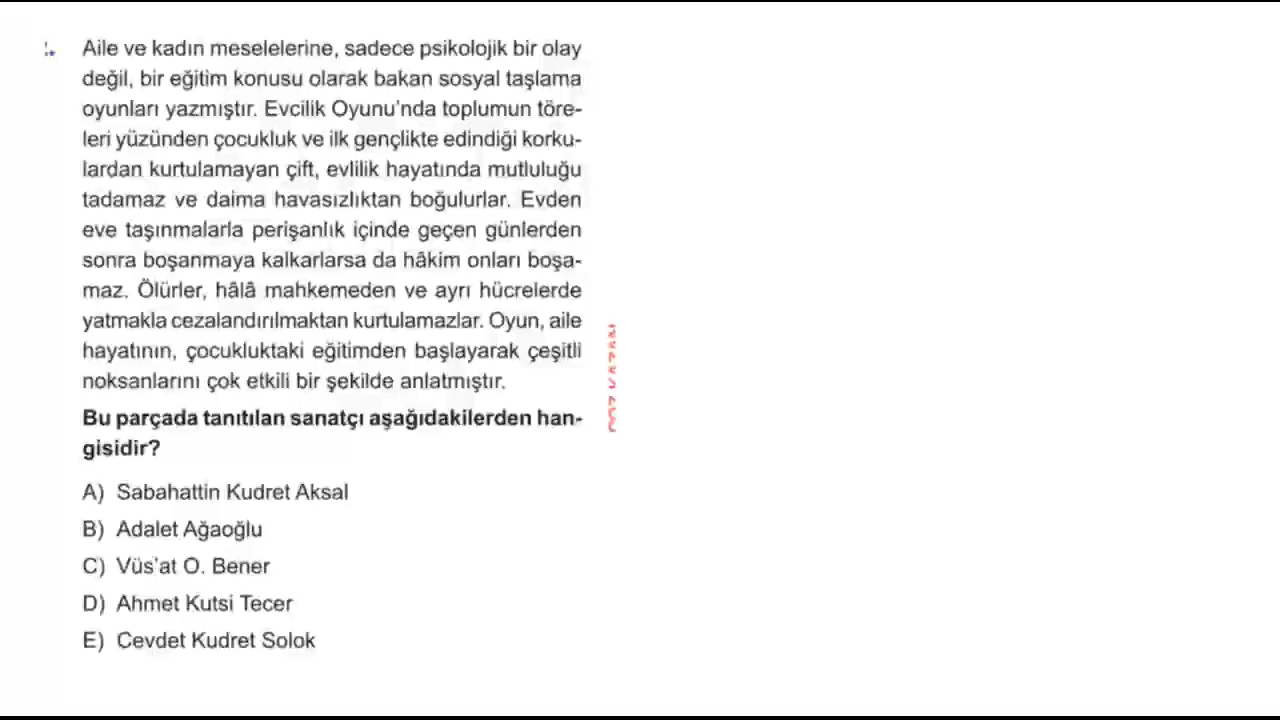 Aile ve kadın meselelerine, sadece psikolojik bir olay
değil, bir eğitim konusu olarak bakan sosyal taşlama
oyunları yazmıştır. Evcilik Oyunu'nda toplumun töre-
leri yüzünden çocukluk ve ilk gençlikte edindiği korku-
lardan kurtulamayan çift, evlilik hayatında mutluluğu
tadamaz ve daima havasızlıktan boğulurlar. Evden
eve taşınmalarla perişanlık içinde geçen günlerden
sonra boşanmaya kalkarlarsa da hâkim onları boşa-
maz. Ölürler, hâlâ mahkemeden ve ayrı hücrelerde
yatmakla cezalandırılmaktan kurtulamazlar. Oyun, aile
hayatının, çocukluktaki eğitimden başlayarak çeşitli
noksanlarını çok etkili bir şekilde anlatmıştır.
Bu parçada tanıtılan sanatçı aşağıdakilerden han-
gisidir?
A) Sabahattin Kudret Aksal
B) Adalet Ağaoğlu
C) Vüs'at O. Bener
D) Ahmet Kutsi Tecer
E) Cevdet Kudret Solok